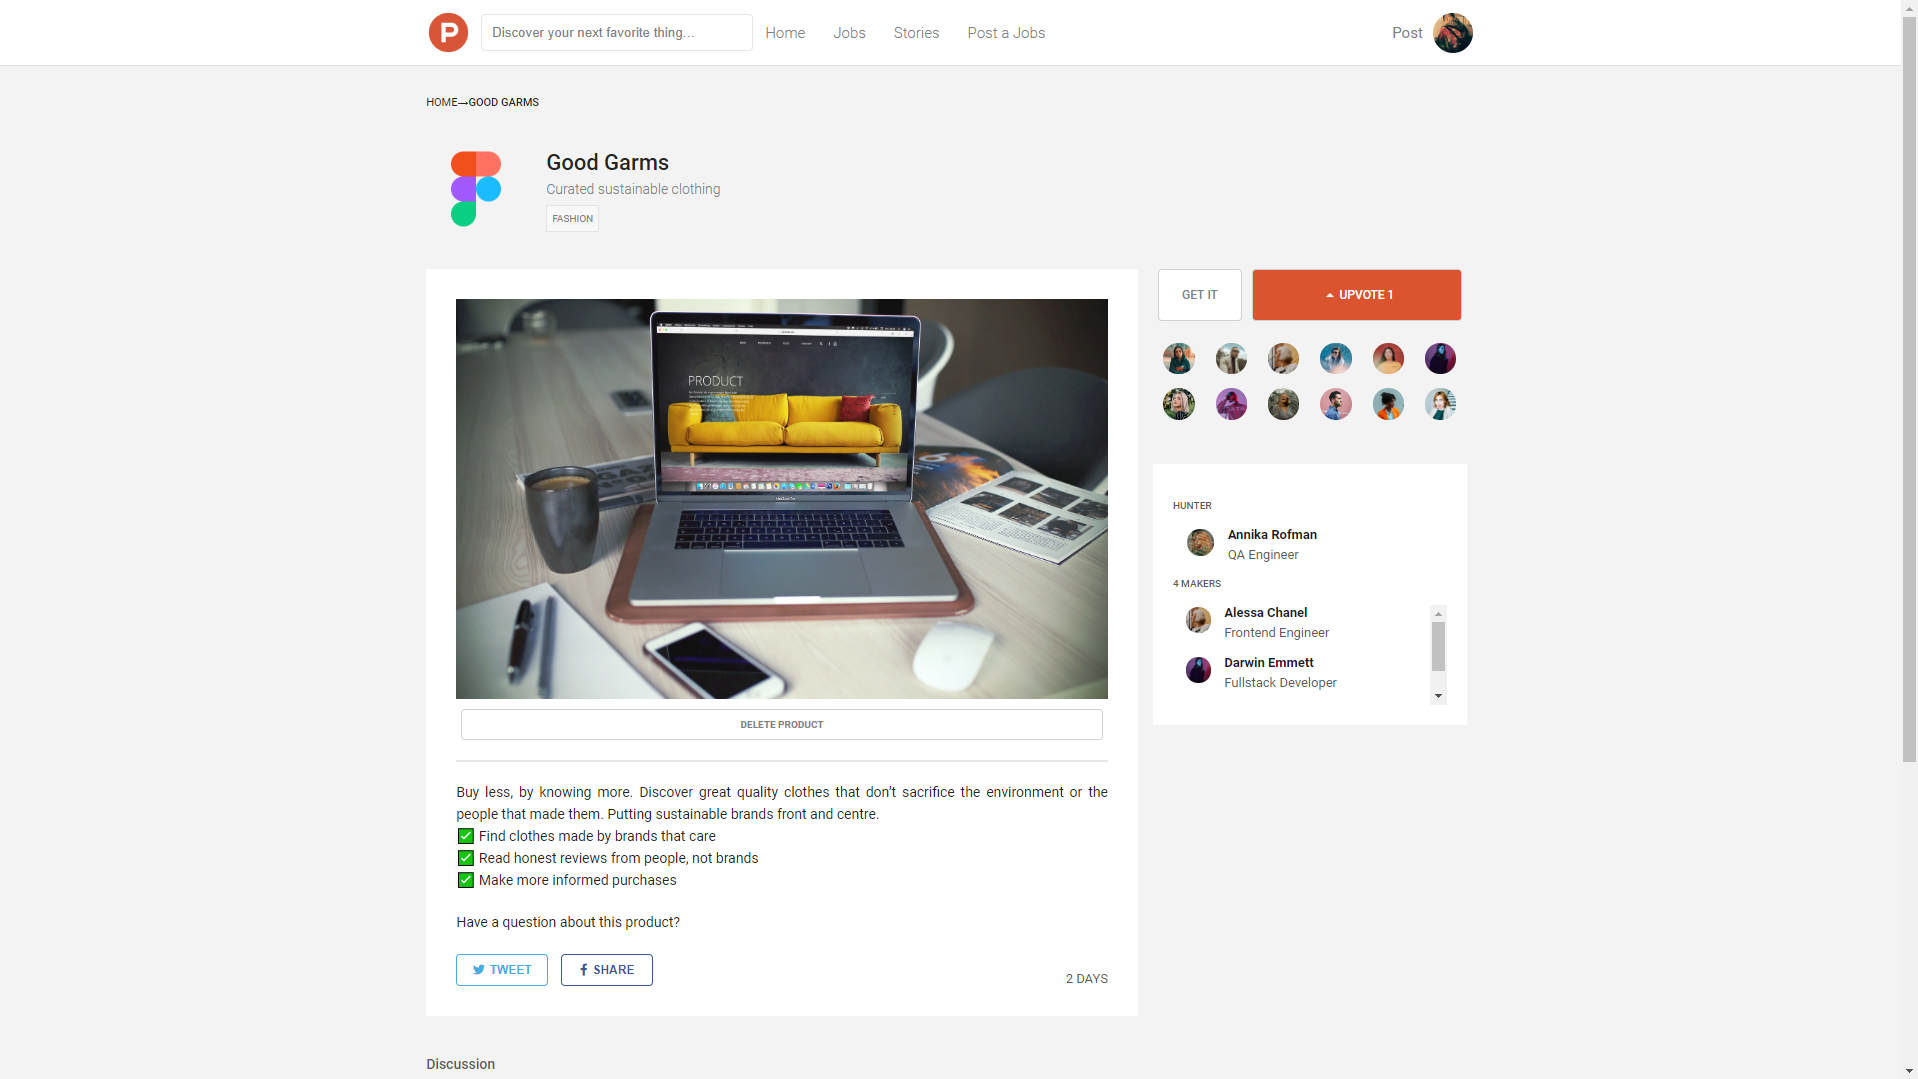 P
Discover your next favorite thing...
Home
Jobs
Stories
Post a Jobs
Post
HOME→GOOD GARMS
Good Garms
Curated sustainable clothing
FASHION
PRODUCT
GET IT
UPVOTE 1
HUNTER
Annika Rofman
QA Engineer
4 MAKERS
Alessa Chanel
Frontend Engineer
Darwin Emmett
Fullstack Developer
DELETE PRODUCT
Buy less, by knowing more. Discover great quality clothes that don't sacrifice the environment or the
people that made them. Putting sustainable brands front and centre.
✅ Find clothes made by brands that care
✅ Read honest reviews from people, not brands
✅ Make more informed purchases
Have a question about this product?
TWEET
SHARE
2 DAYS
Discussion